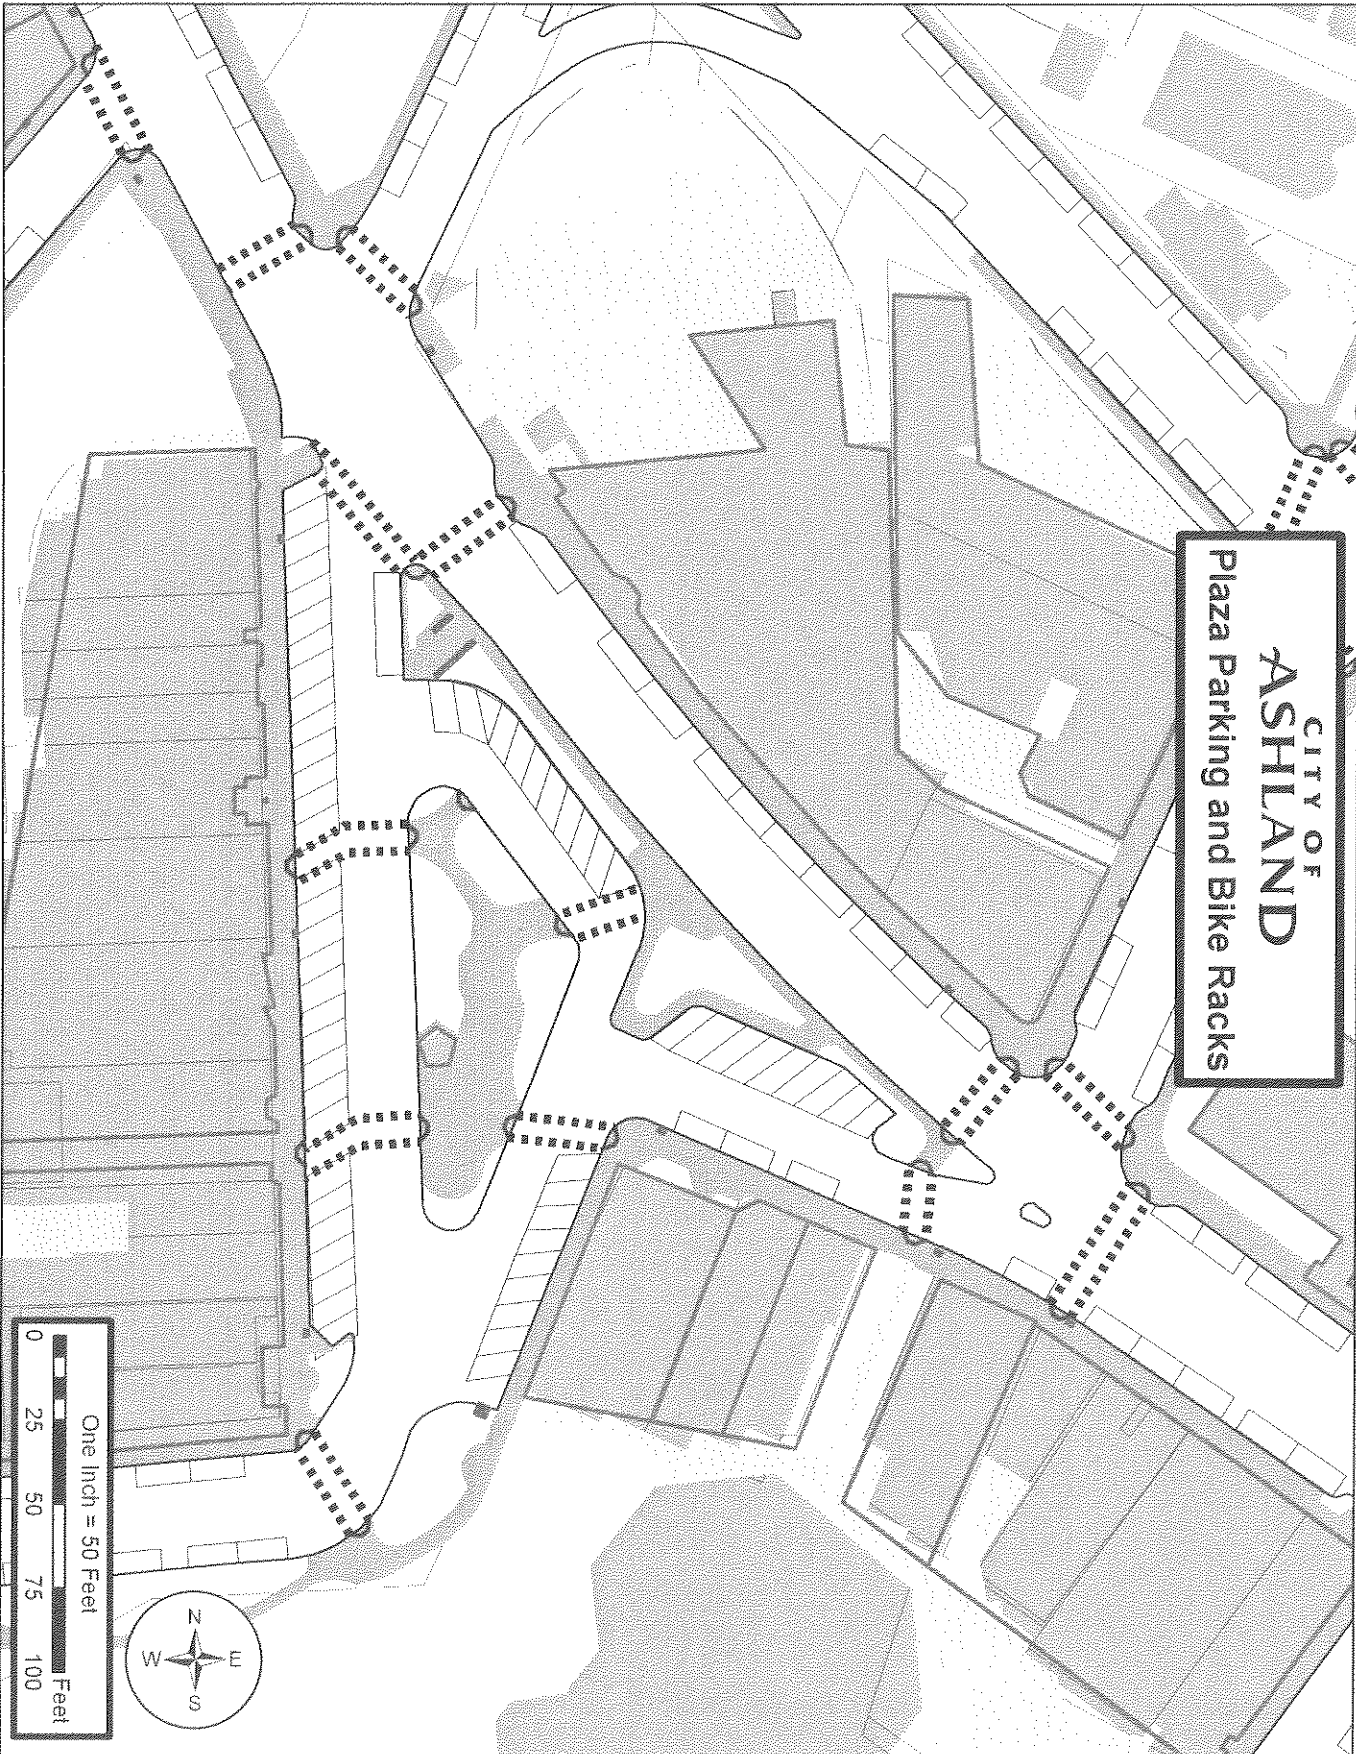 CITY OF
ASHLAND
Plaza Parking and Bike Racks
One Inch = 50 Feet
Feet
0 25 50 75 100
N
W E
S